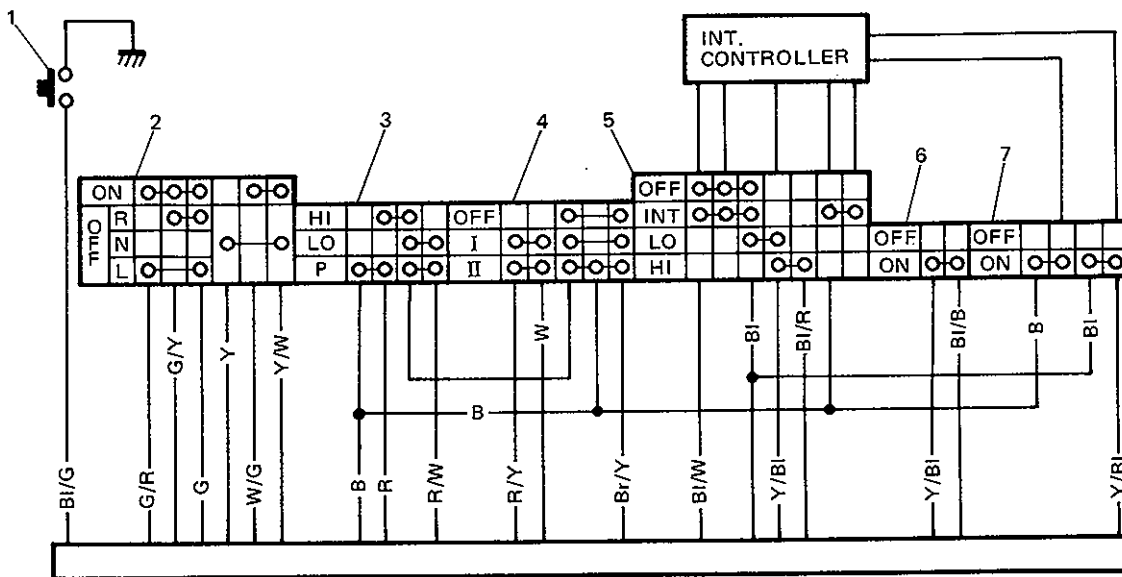 1
INT.
CONTROLLER
2
3
4
5
6
7
ON
OFF
R
N
L
HI
LO
P
OFF
I
II
OFF
INT
LO
HI
OFF
ON
OFF
ON
G/Y
Y
Y/W
W
Bl
Bl/R
Bl/B
B
Bl
B
Bl/G
G/R
G
W/G
B
R
R/W
R/Y
Br/Y
Bl/W
Y/Bl
Y/Bl
Y/Bl